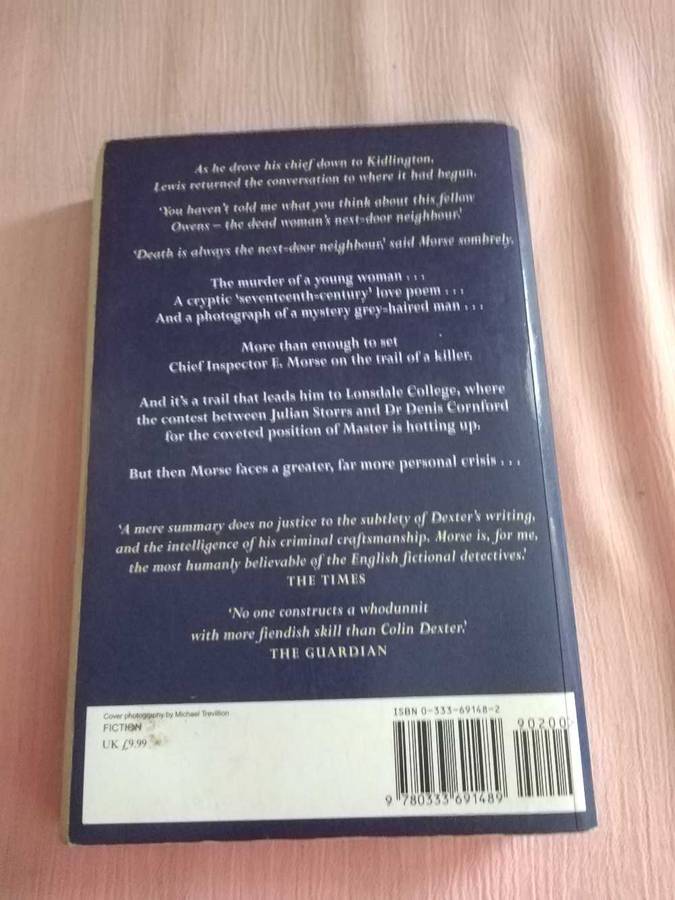 As he drove his chief down to Kidlington,
Lewis returned the conversation to where it had begun.
'You haven't told me what you think about this fellow
Owens – the dead woman's next-door neighbour.'
'Death is always the next-door neighbour,' said Morse sombrely.
The murder of a young woman . . .
A cryptic 'seventeenth-century' love poem . . .
And a photograph of a mystery grey-haired man . . .
More than enough to set
Chief Inspector E. Morse on the trail of a killer.
And it's a trail that leads him to Lonsdale College, where
the contest between Julian Storrs and Dr Denis Cornford
for the coveted position of Master is hotting up.
But then Morse faces a greater, far more personal crisis . . .
'A mere summary does no justice to the subtlety of Dexter's writing,
and the intelligence of his criminal craftsmanship. Morse is, for me,
the most humanly believable of the English fictional detectives.'
THE TIMES
'No one constructs a whodunnit
with more fiendish skill than Colin Dexter.'
THE GUARDIAN
Cover photography by Michael Trevillion
FICTION
UK £9.99
ISBN 0-333-69148-2
90200
9 780333 691489